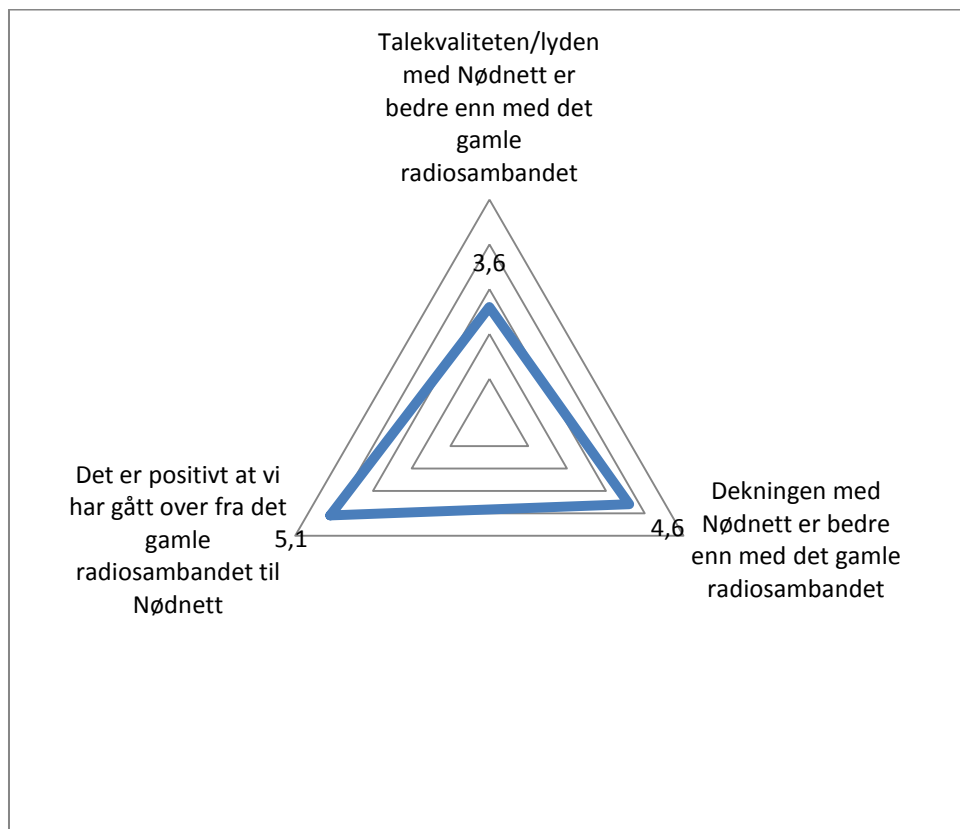 Talekvaliteten/lyden
med Nødnett er
bedre enn med det
gamle
radiosambandet
3,6
Det er positivt at vi
har gått over fra det
gamle
radiosambandet til
Nødnett
5,1
4,6
Dekningen med
Nødnett er bedre
enn med det gamle
radiosambandet